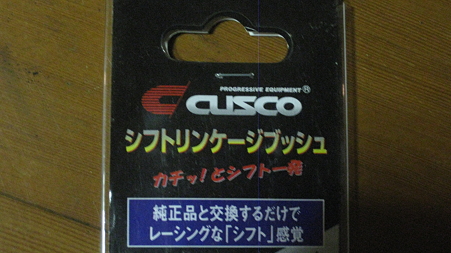 PROGRESSIVE EQUIPMENT®
CUSCO
シフトリンケージブッシュ
カチッ!とシフト一発
純正品と交換するだけで
レーシングな「シフト」感覚